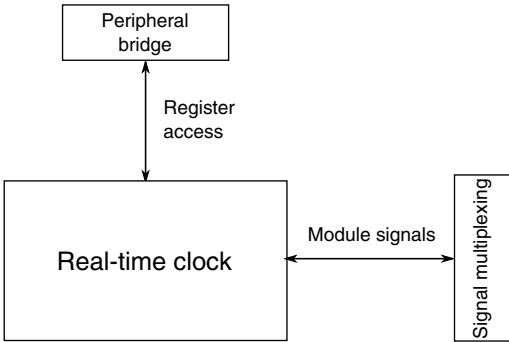 Peripheral
bridge
Register
access
Real-time clock
Module signals
Signal multiplexing